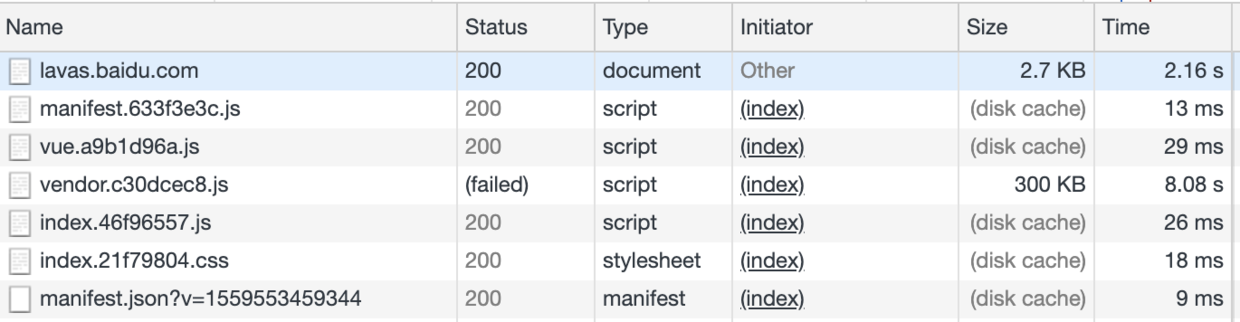 Name Status Type Initiator Size Time
lavas.baidu.com 200 document Other 2.7 KB 2.16 s
manifest.633f3e3c.js 200 script (index) (disk cache) 13 ms
vue.a9b1d96a.js 200 script (index) (disk cache) 29 ms
vendor.c30dcec8.js (failed) script (index) 300 KB 8.08 s
index.46f96557.js 200 script (index) (disk cache) 26 ms
index.21f79804.css 200 stylesheet (index) (disk cache) 18 ms
manifest.json?v=1559553459344 200 manifest (index) (disk cache) 9 ms